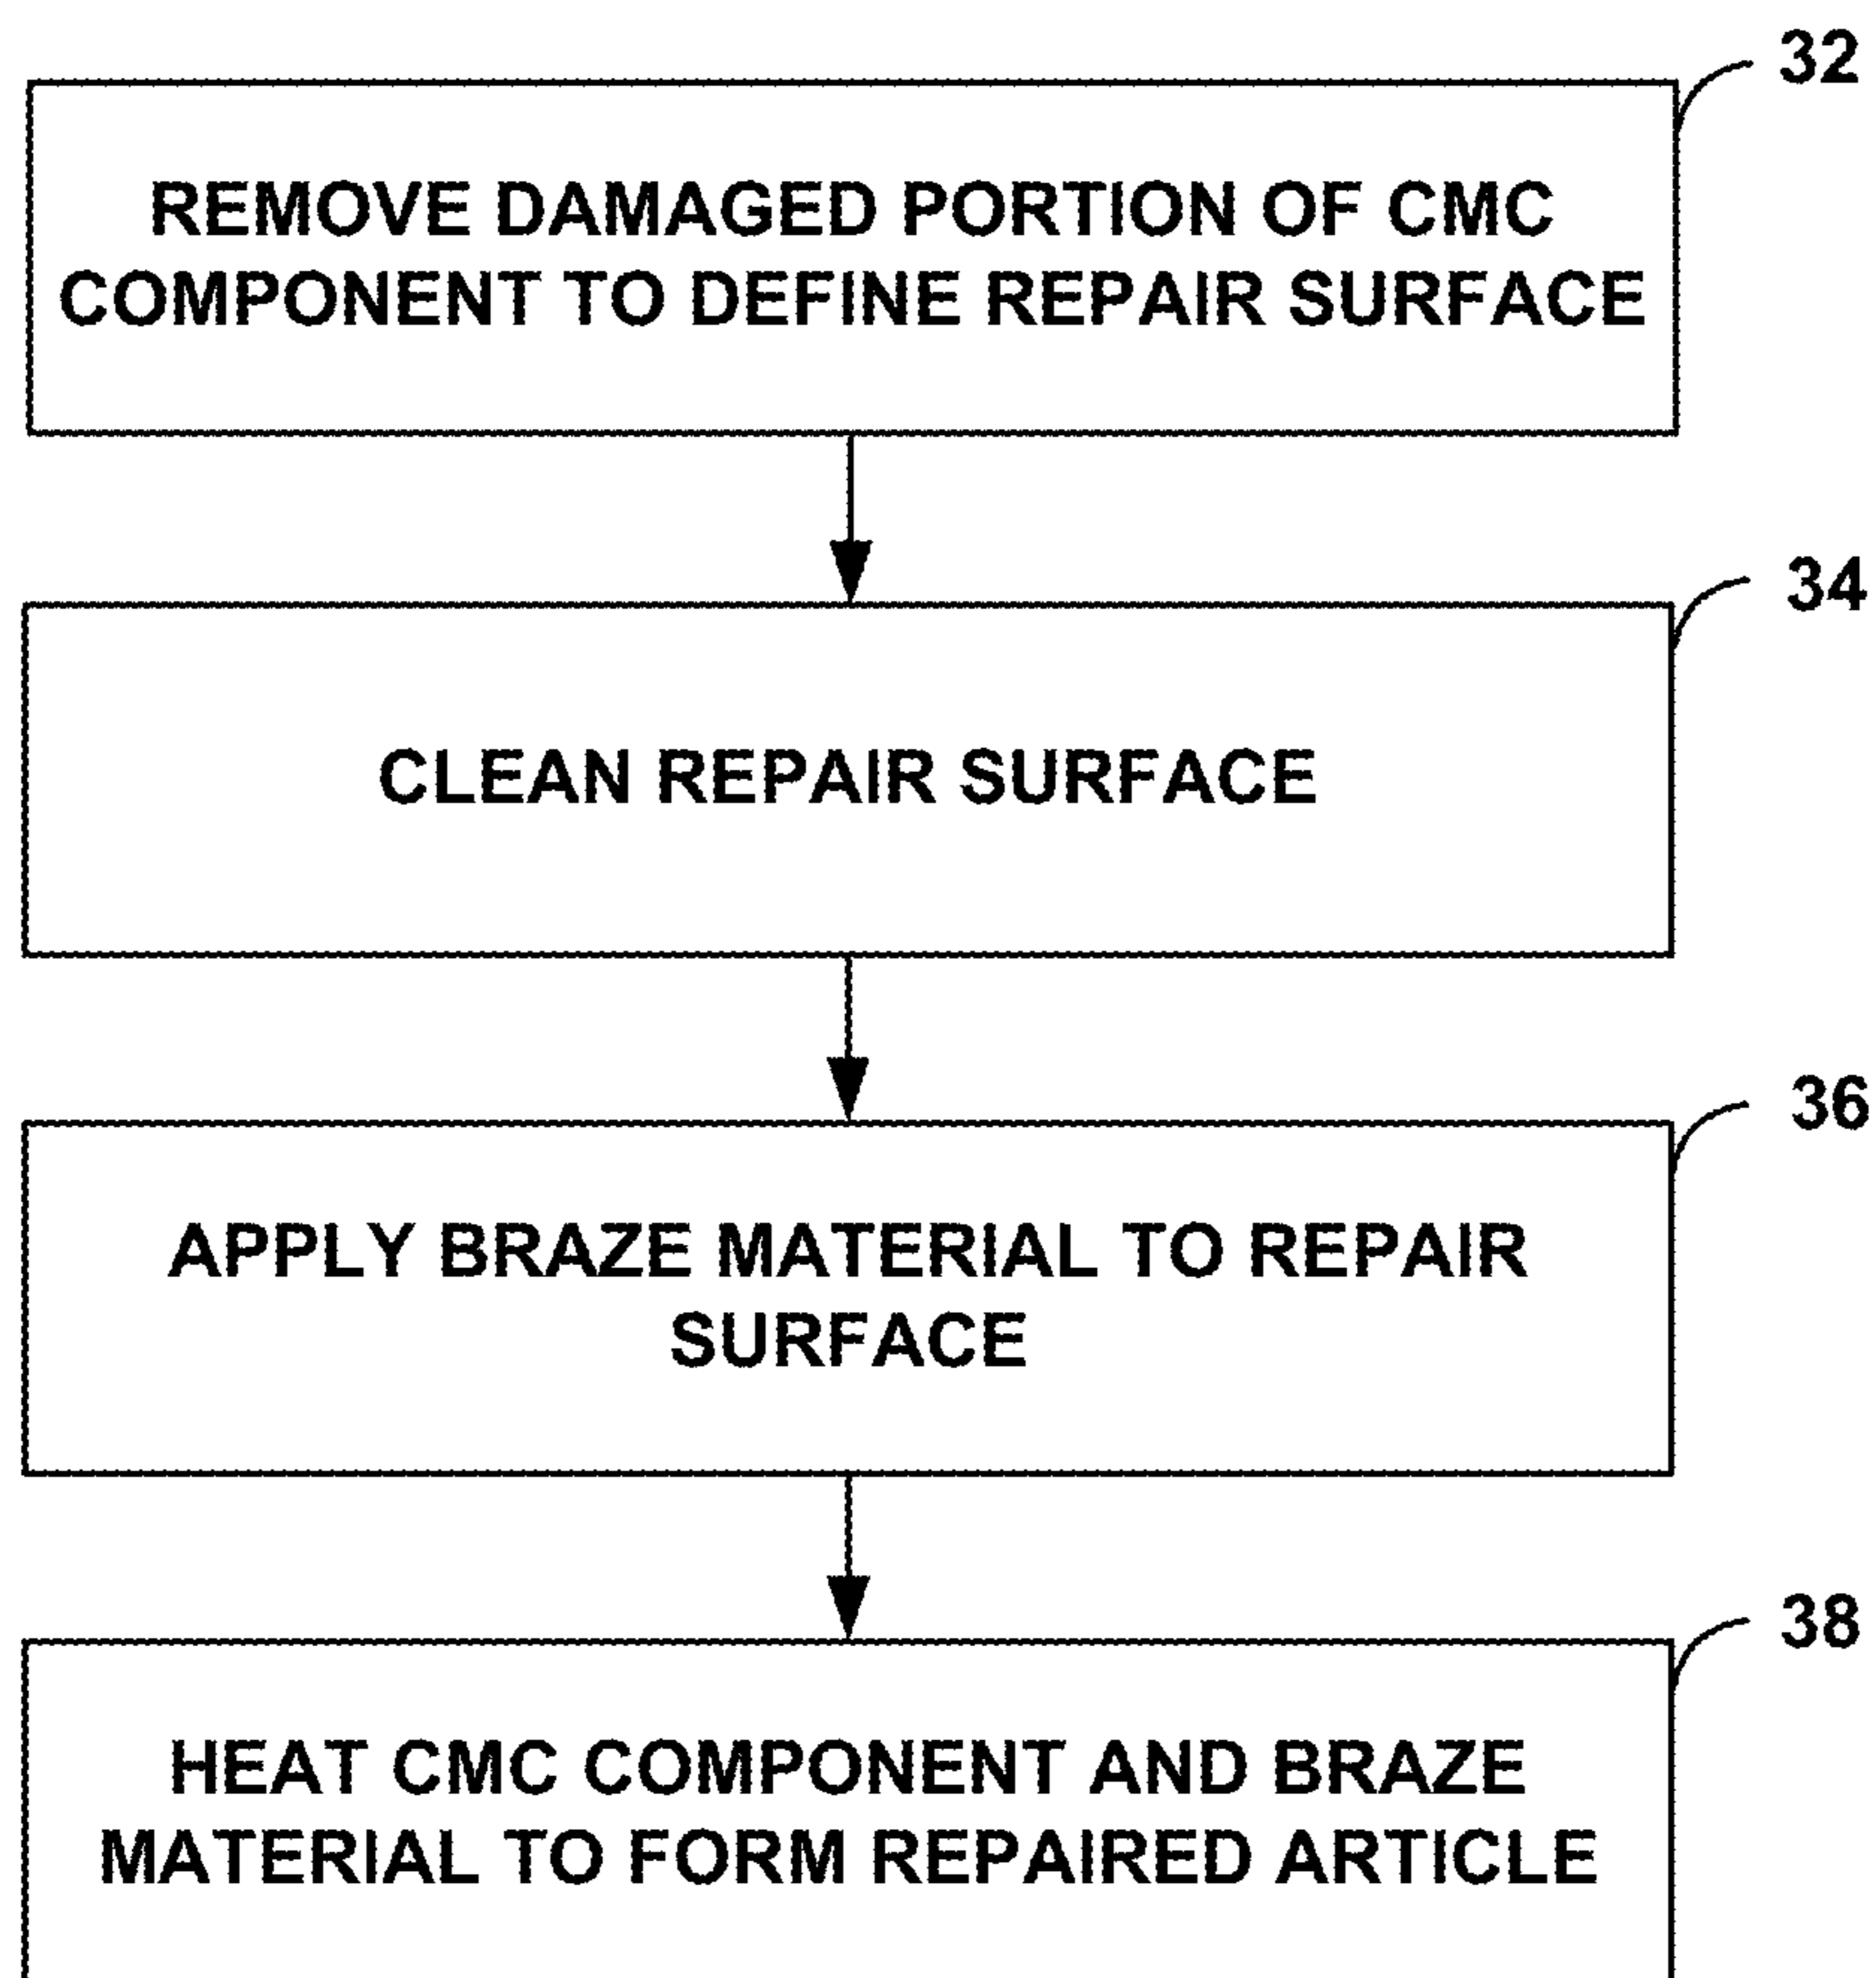 32
REMOVE DAMAGED PORTION OF CMC
COMPONENT TO DEFINE REPAIR SURFACE
34
CLEAN REPAIR SURFACE
36
APPLY BRAZE MATERIAL TO REPAIR
SURFACE
38
HEAT CMC COMPONENT AND BRAZE
MATERIAL TO FORM REPAIRED ARTICLE